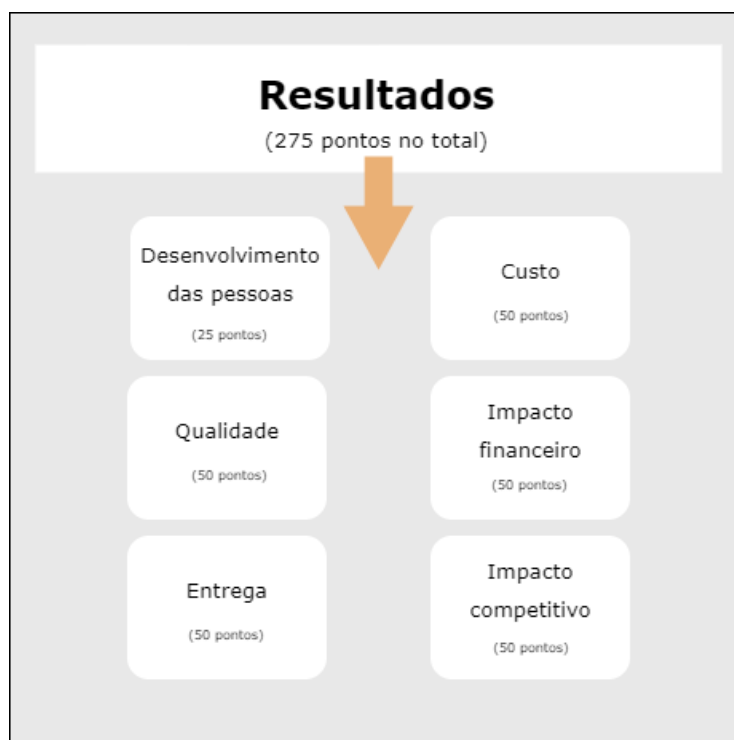 Resultados
(275 pontos no total)
Desenvolvimento
das pessoas
(25 pontos)
Custo
(50 pontos)
Qualidade
(50 pontos)
Impacto
financeiro
(50 pontos)
Entrega
(50 pontos)
Impacto
competitivo
(50 pontos)